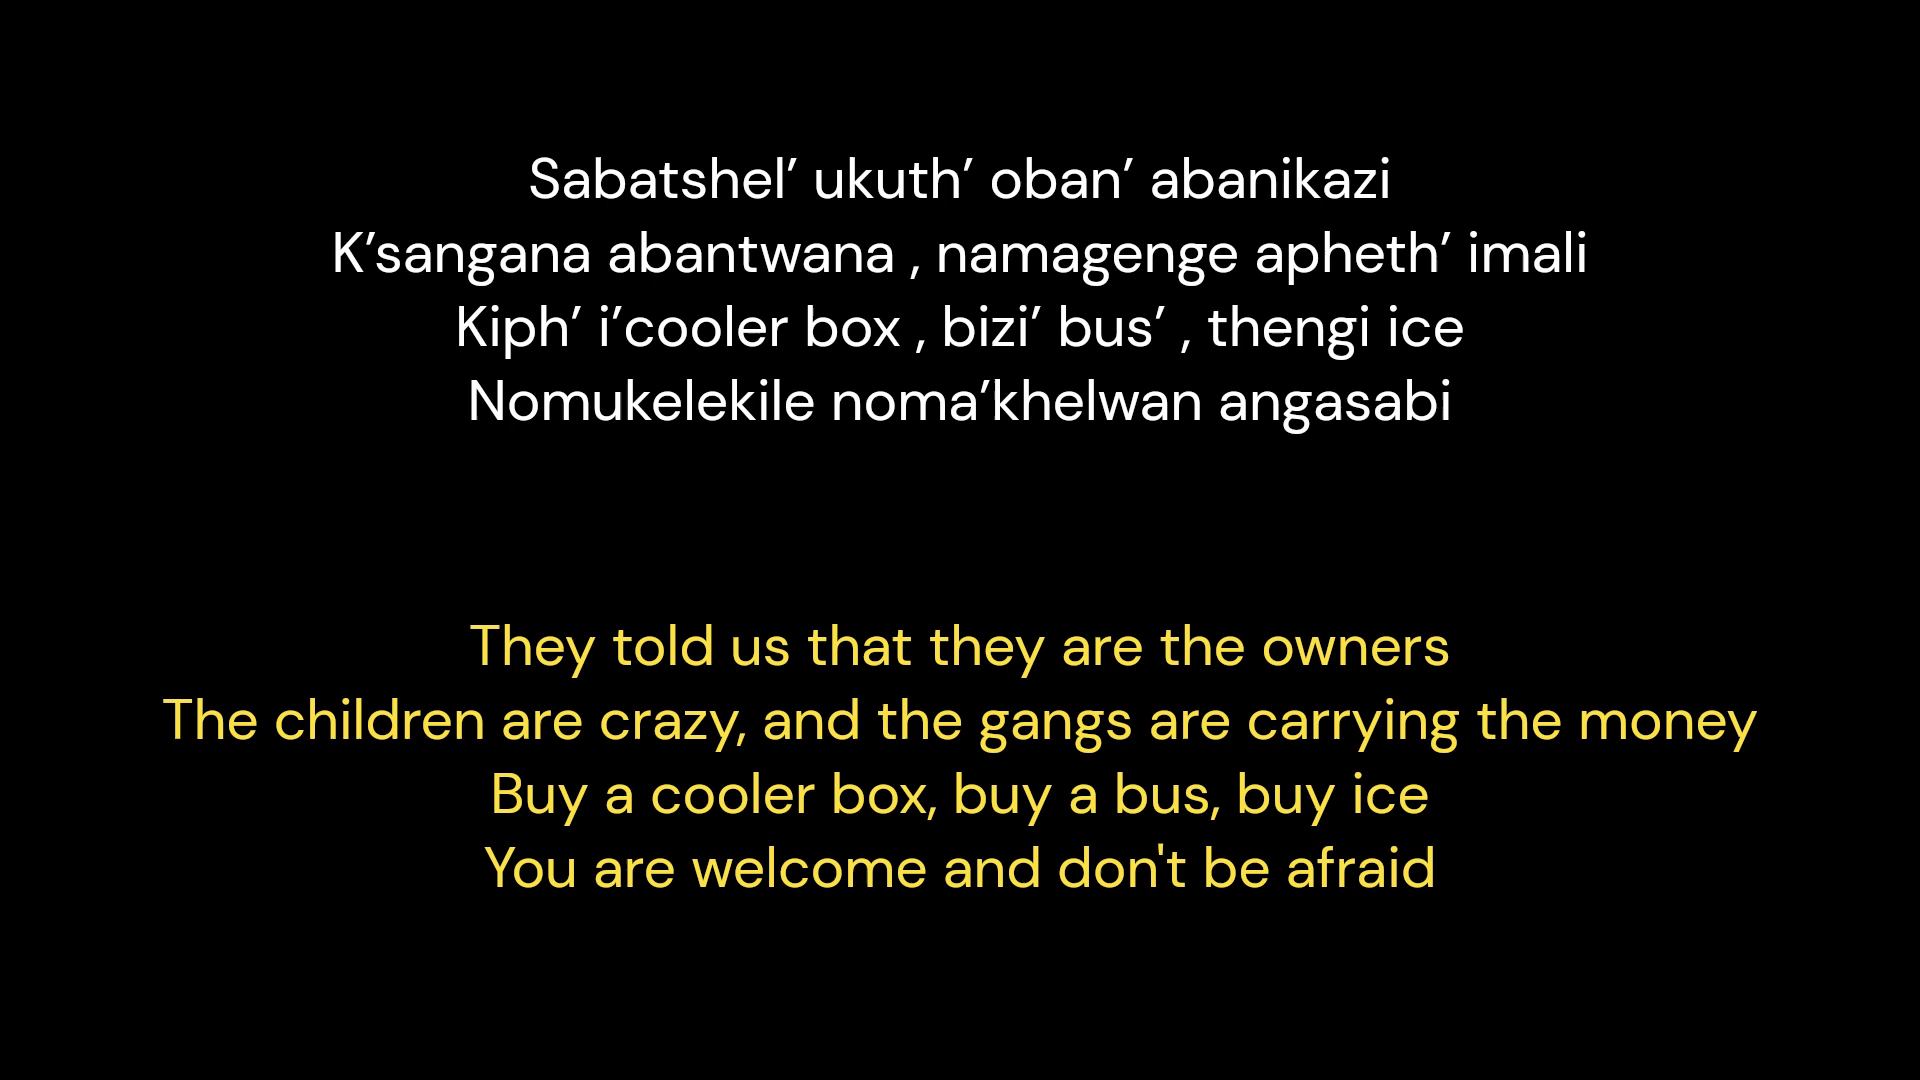 Sabatshel’ ukuth’ oban’ abanikazi
K’sangana abantwana , namagenge apheth’ imali
Kiph’ i’cooler box , bizi’ bus’ , thengi ice
Nomukelekile noma’khelwan angasabi
They told us that they are the owners
The children are crazy, and the gangs are carrying the money
Buy a cooler box, buy a bus, buy ice
You are welcome and don't be afraid